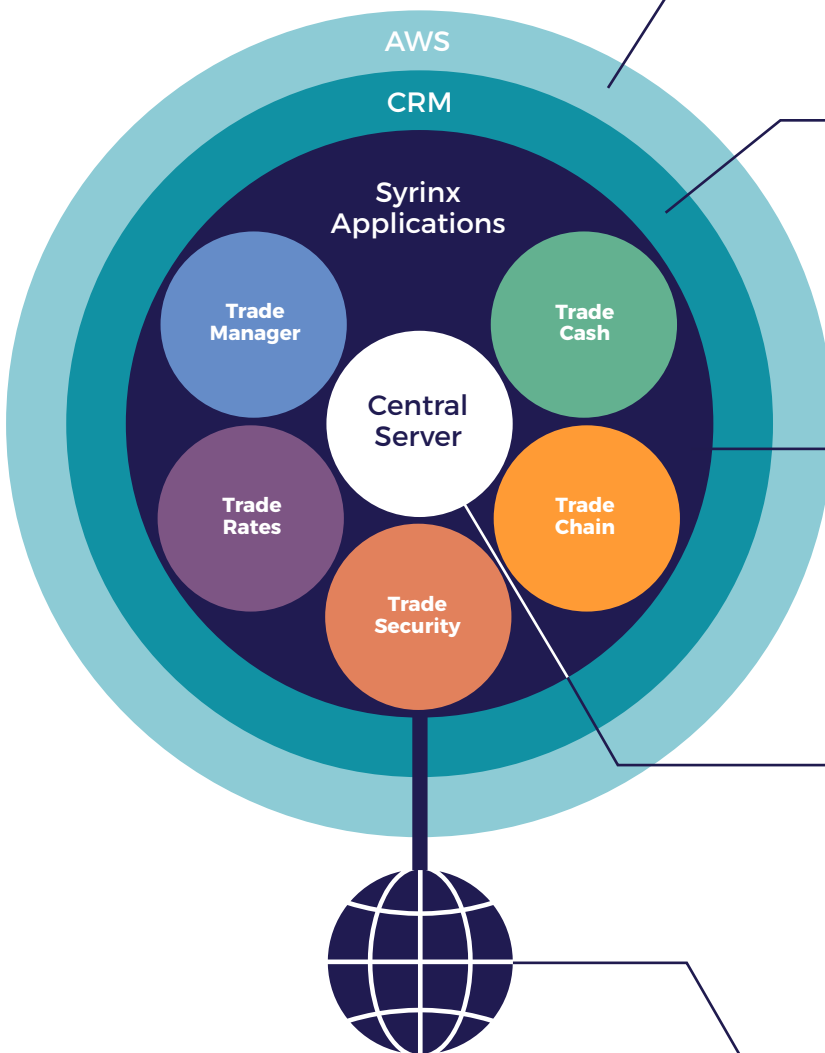 AWS
CRM
Syrinx
Applications
Trade
Manager
Trade
Cash
Central
Server
Trade
Rates
Trade
Chain
Trade
Security